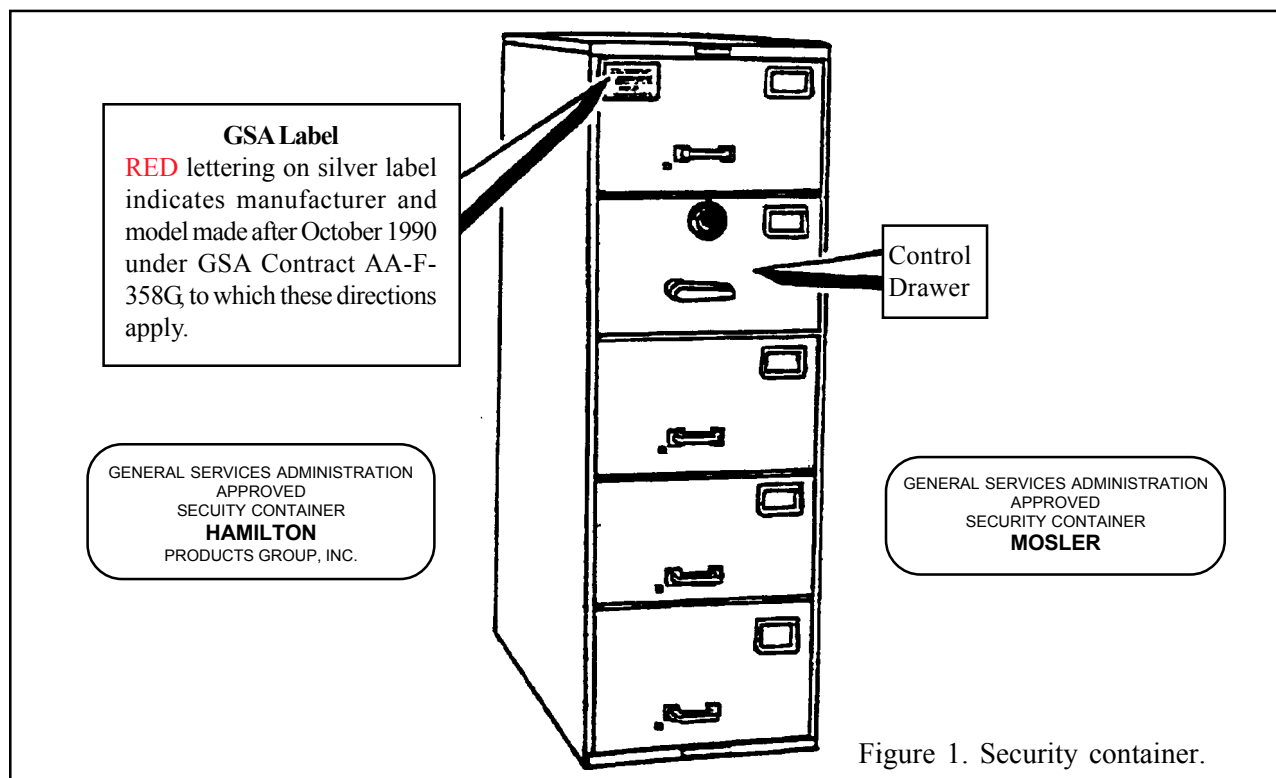 GSA Label
RED lettering on silver label
indicates manufacturer and
model made after October 1990
under GSA Contract AA-F-
358G, to which these directions
apply.
Control
Drawer
GENERAL SERVICES ADMINISTRATION
APPROVED
SECUITY CONTAINER
HAMILTON
PRODUCTS GROUP, INC.
GENERAL SERVICES ADMINISTRATION
APPROVED
SECURITY CONTAINER
MOSLER
Figure 1. Security container.